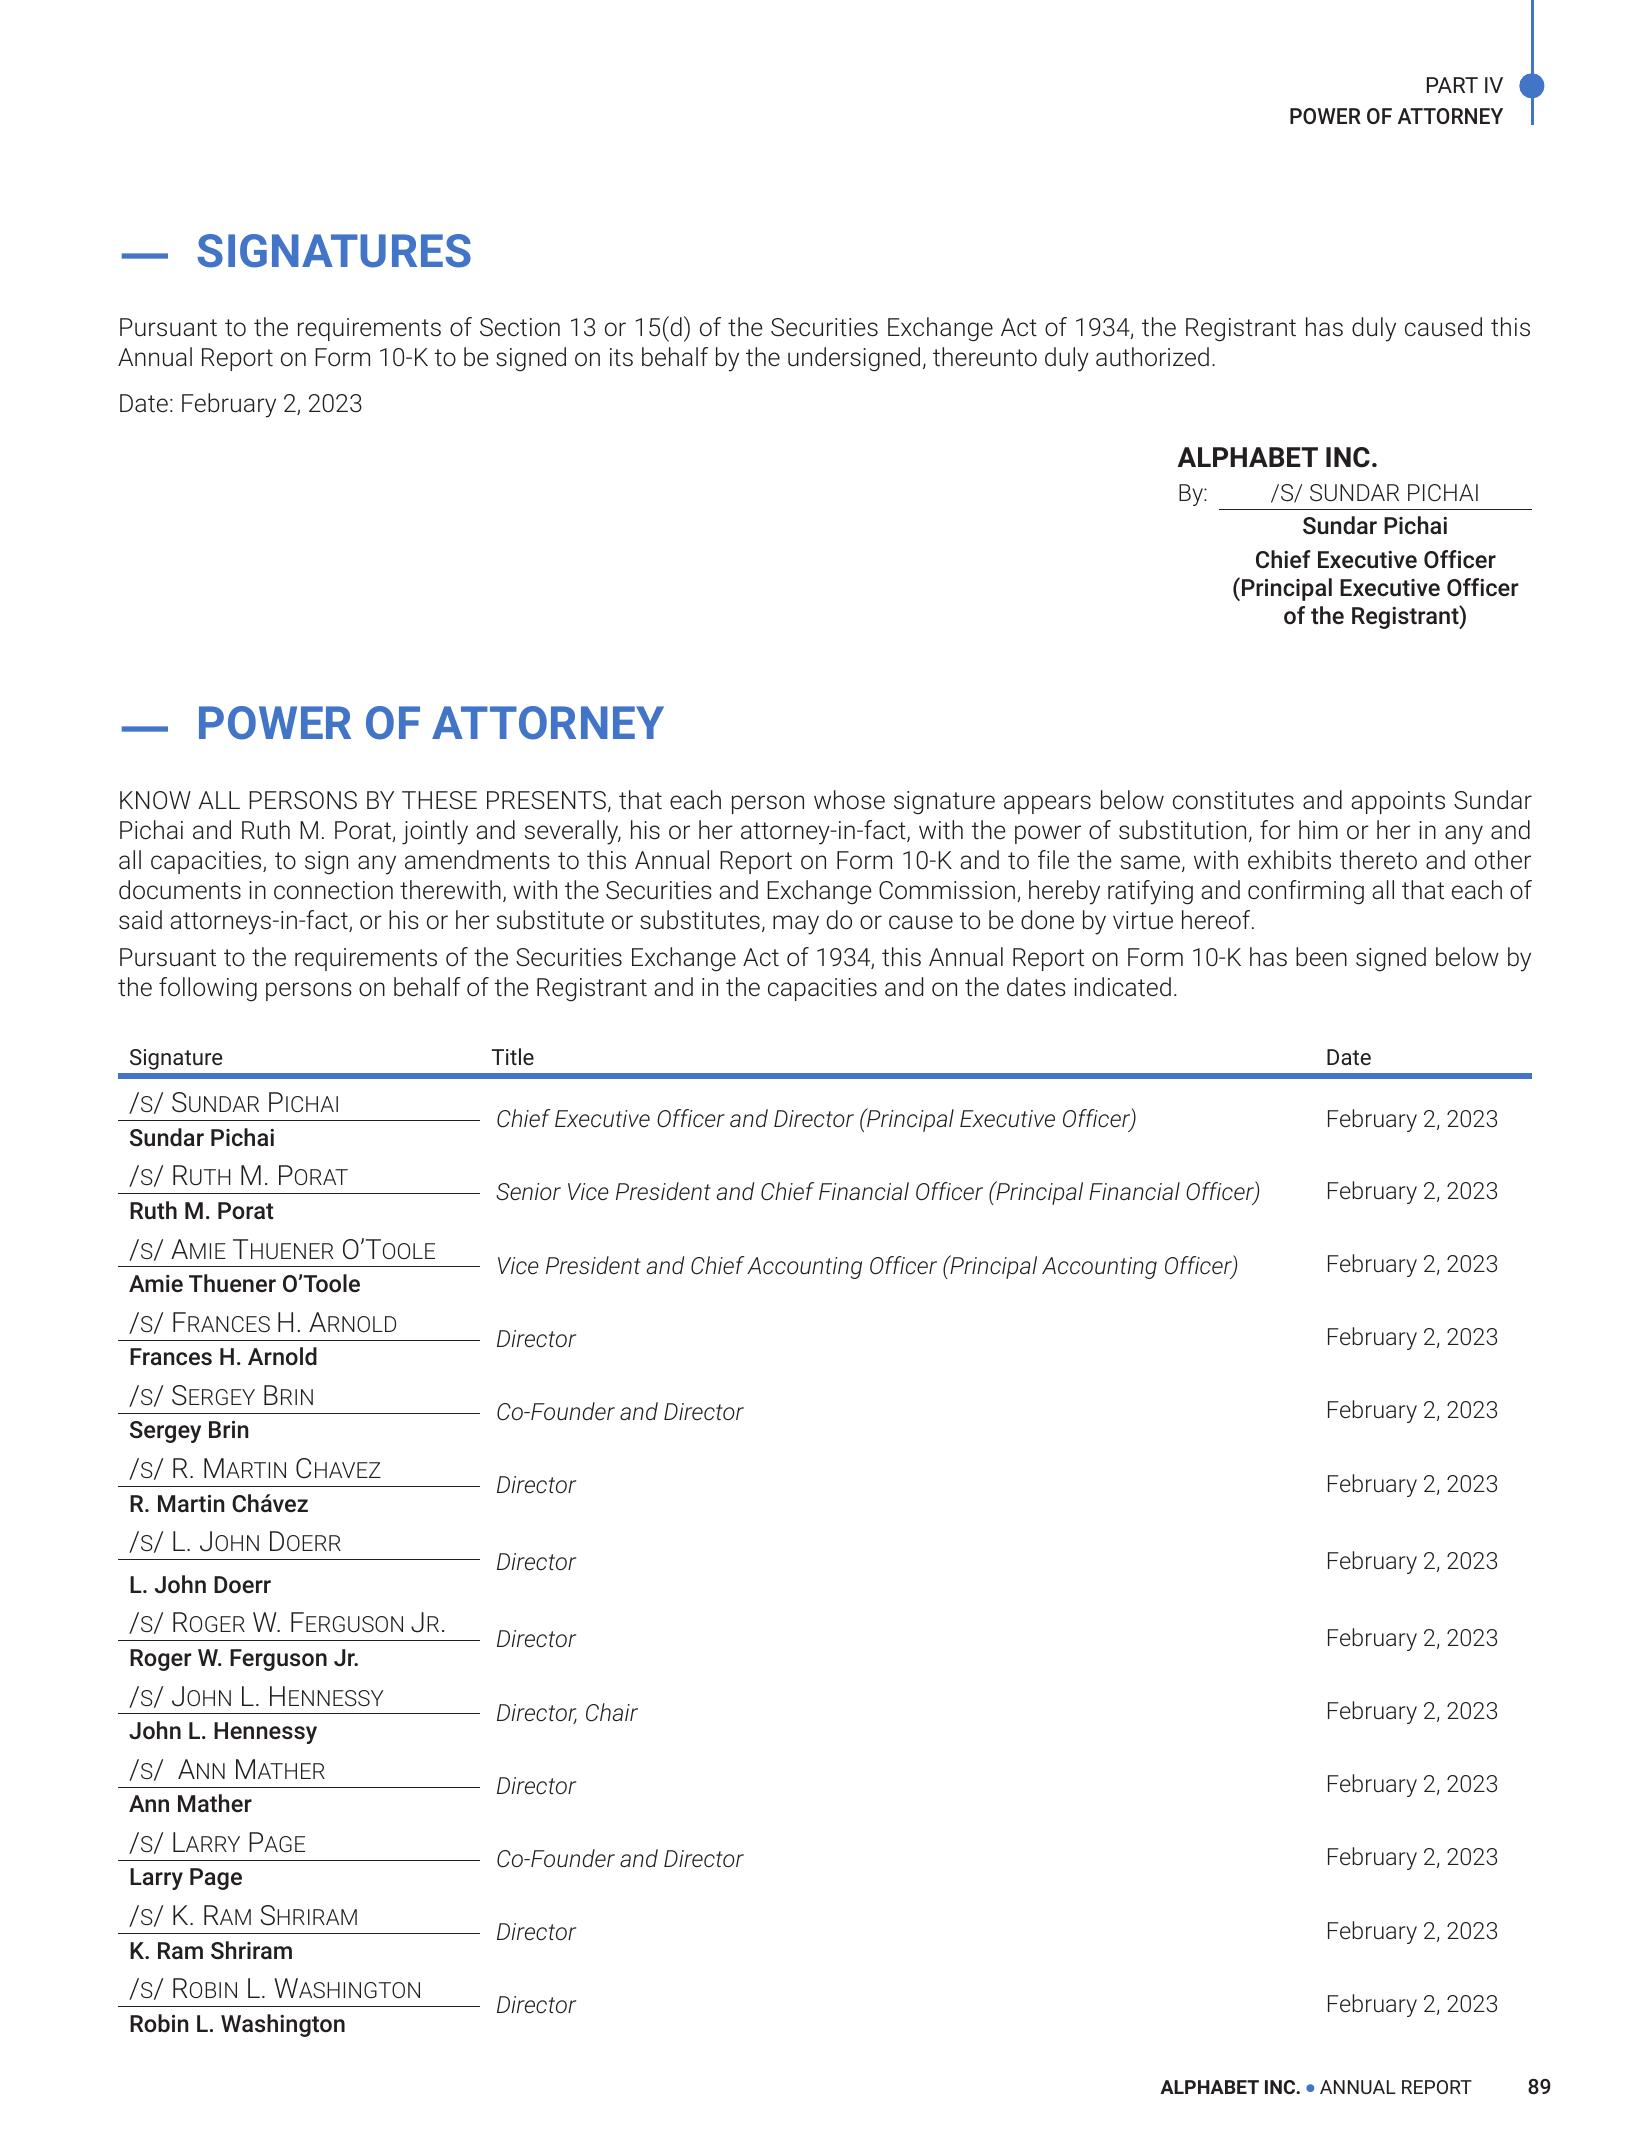 PART IV
POWER OF ATTORNEY
— SIGNATURES
Pursuant to the requirements of Section 13 or 15(d) of the Securities Exchange Act of 1934, the Registrant has duly caused this
Annual Report on Form 10-K to be signed on its behalf by the undersigned, thereunto duly authorized.
Date: February 2, 2023
ALPHABET INC.
By: /S/ SUNDAR PICHAI
Sundar Pichai
Chief Executive Officer
(Principal Executive Officer
of the Registrant)
— POWER OF ATTORNEY
KNOW ALL PERSONS BY THESE PRESENTS, that each person whose signature appears below constitutes and appoints Sundar
Pichai and Ruth M. Porat, jointly and severally, his or her attorney-in-fact, with the power of substitution, for him or her in any and
all capacities, to sign any amendments to this Annual Report on Form 10-K and to file the same, with exhibits thereto and other
documents in connection therewith, with the Securities and Exchange Commission, hereby ratifying and confirming all that each of
said attorneys-in-fact, or his or her substitute or substitutes, may do or cause to be done by virtue hereof.
Pursuant to the requirements of the Securities Exchange Act of 1934, this Annual Report on Form 10-K has been signed below by
the following persons on behalf of the Registrant and in the capacities and on the dates indicated.
Signature Title Date
/S/ SUNDAR PICHAI
Chief Executive Officer and Director (Principal Executive Officer) February 2, 2023
Sundar Pichai
/S/ RUTH M. PORAT
Senior Vice President and Chief Financial Officer (Principal Financial Officer) February 2, 2023
Ruth M. Porat
/S/ AMIE THUENER O’TOOLE
Vice President and Chief Accounting Officer (Principal Accounting Officer) February 2, 2023
Amie Thuener O’Toole
/S/ FRANCES H. ARNOLD
Director February 2, 2023
Frances H. Arnold
/S/ SERGEY BRIN
Co-Founder and Director February 2, 2023
Sergey Brin
/S/ R. MARTIN CHAVEZ
Director February 2, 2023
R. Martin Chávez
/S/ L. JOHN DOERR
Director February 2, 2023
L. John Doerr
/S/ ROGER W. FERGUSON JR.
Director February 2, 2023
Roger W. Ferguson Jr.
/S/ JOHN L. HENNESSY
Director, Chair February 2, 2023
John L. Hennessy
/S/ ANN MATHER
Director February 2, 2023
Ann Mather
/S/ LARRY PAGE
Co-Founder and Director February 2, 2023
Larry Page
/S/ K. RAM SHRIRAM
Director February 2, 2023
K. Ram Shriram
/S/ ROBIN L. WASHINGTON
Director February 2, 2023
Robin L. Washington
ALPHABET INC. • ANNUAL REPORT 89